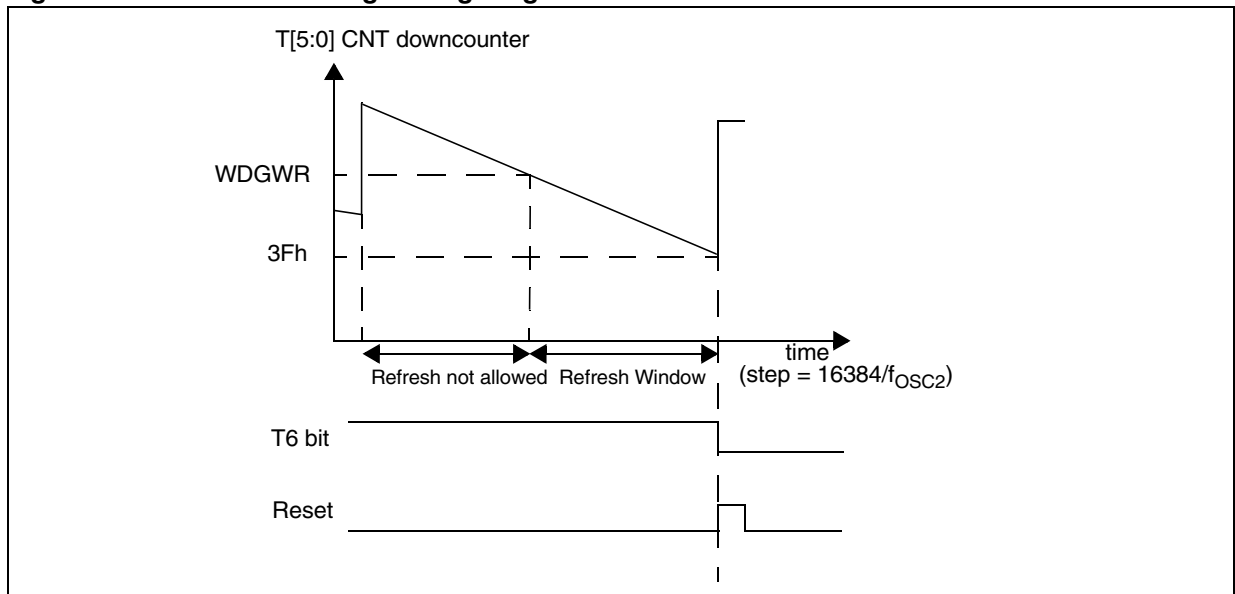 T[5:0] CNT downcounter
WDGWR
3Fh
time
Refresh not allowed Refresh Window (step = 16384/fOSC2)
T6 bit
Reset